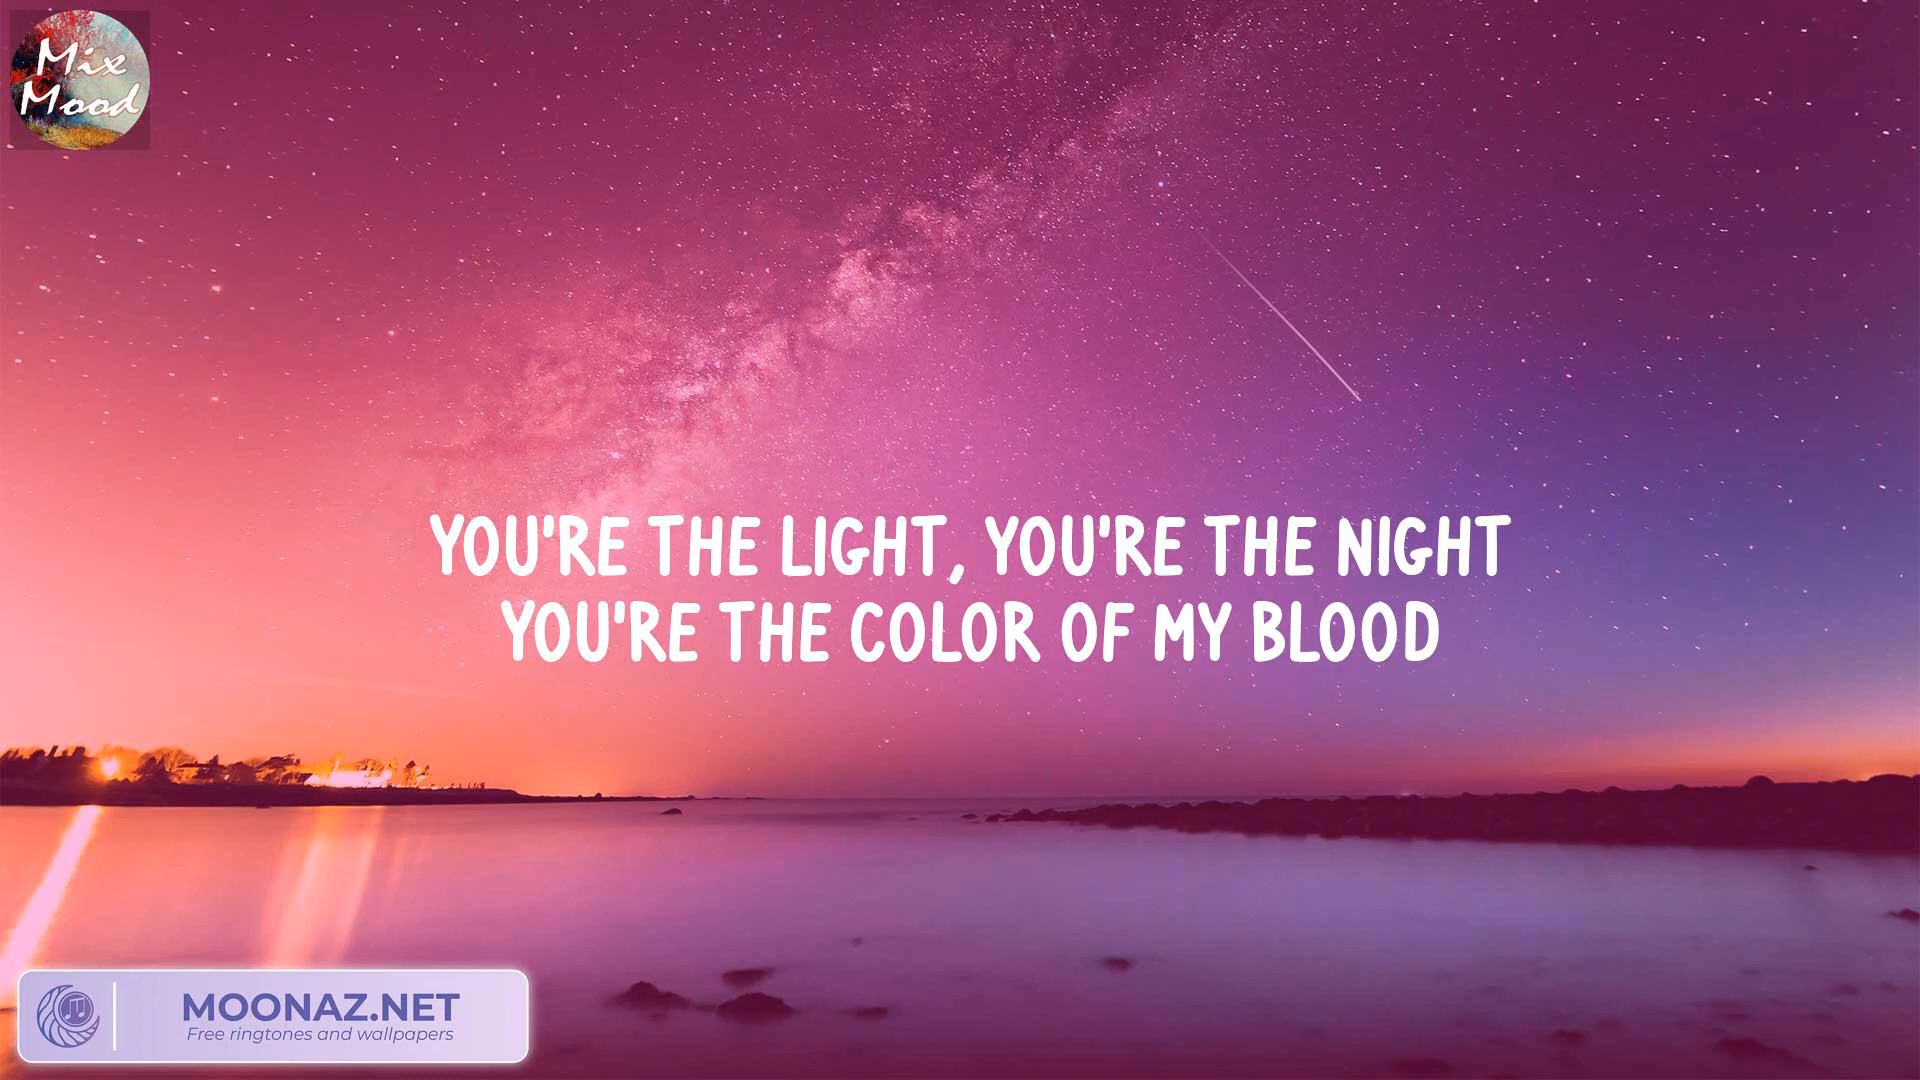 Mix
Mood
YOU'RE THE LIGHT, YOU'RE THE NIGHT
YOU'RE THE COLOR OF MY BLOOD
MOONAZ.NET
Free ringtones and wallpapers